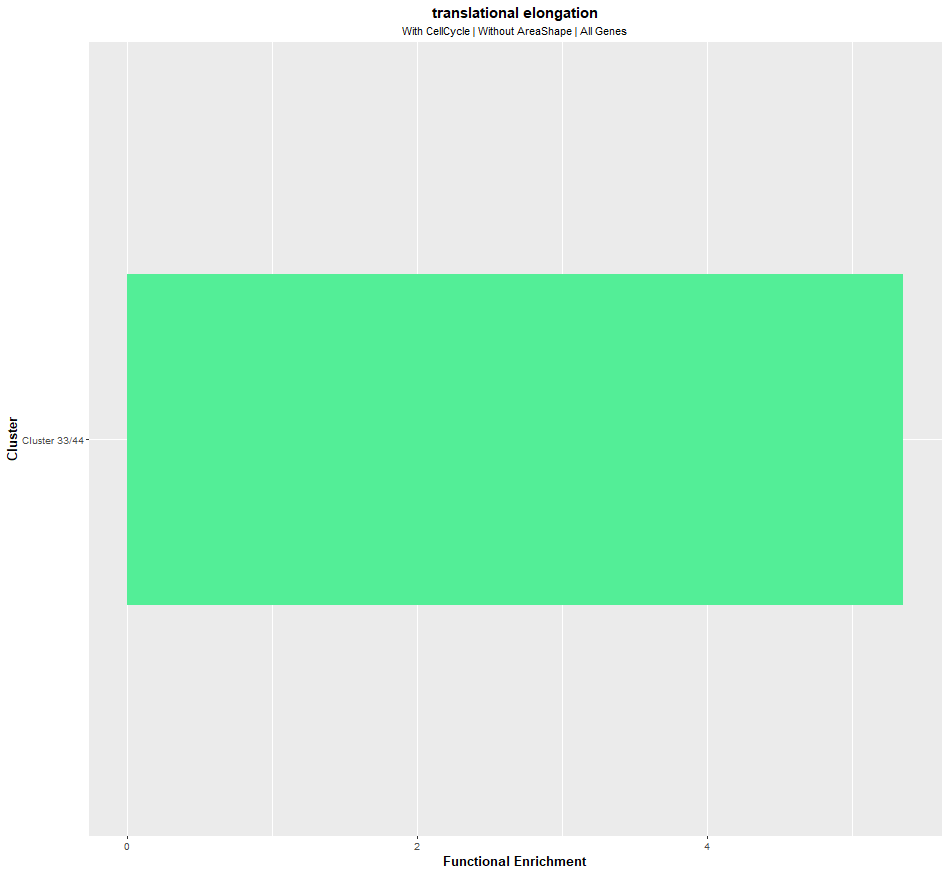 translational elongation
With CellCycle | Without AreaShape | All Genes
Cluster
Cluster 33/44
0
2
4
Functional Enrichment